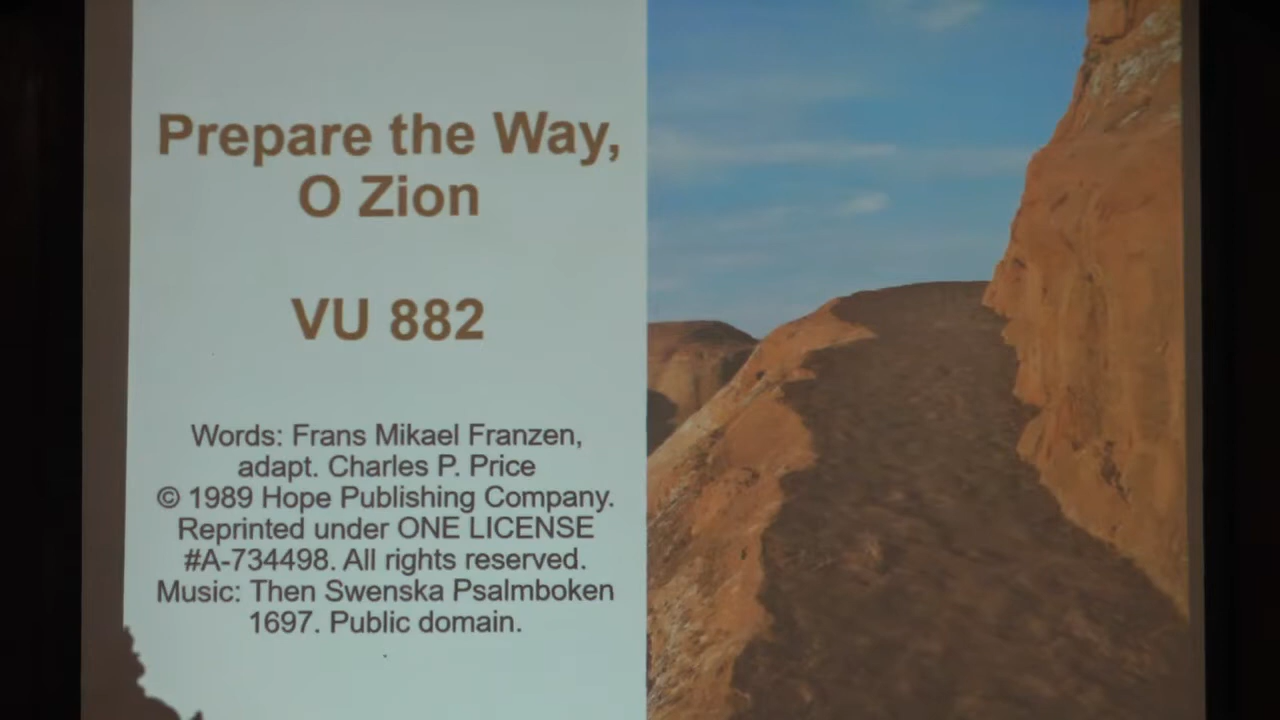 Prepare the Way,
O Zion
VU 882
Words: Frans Mikael Franzen,
adapt. Charles P. Price
© 1989 Hope Publishing Company.
Reprinted under ONE LICENSE
#A-734498. All rights reserved.
Music: Then Swenska Psalmboken
1697. Public domain.